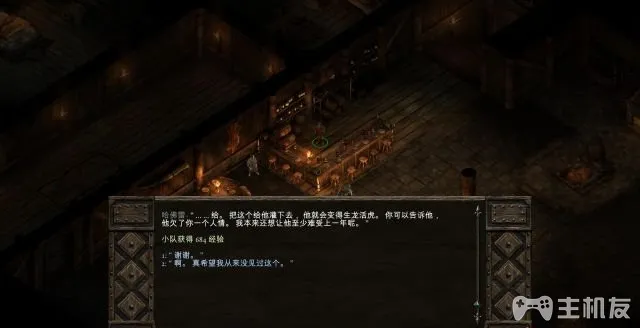 哈佛雷-“……给。把这个给他灌下去，他就会变得生龙活虎。你可以告诉他，
他欠了你一个人情。我本来还想让他至少难受上一年呢。”
小队获得 684 经验
1:“谢谢。”
2:“啊。真希望我从来没见过这个。”
主机友